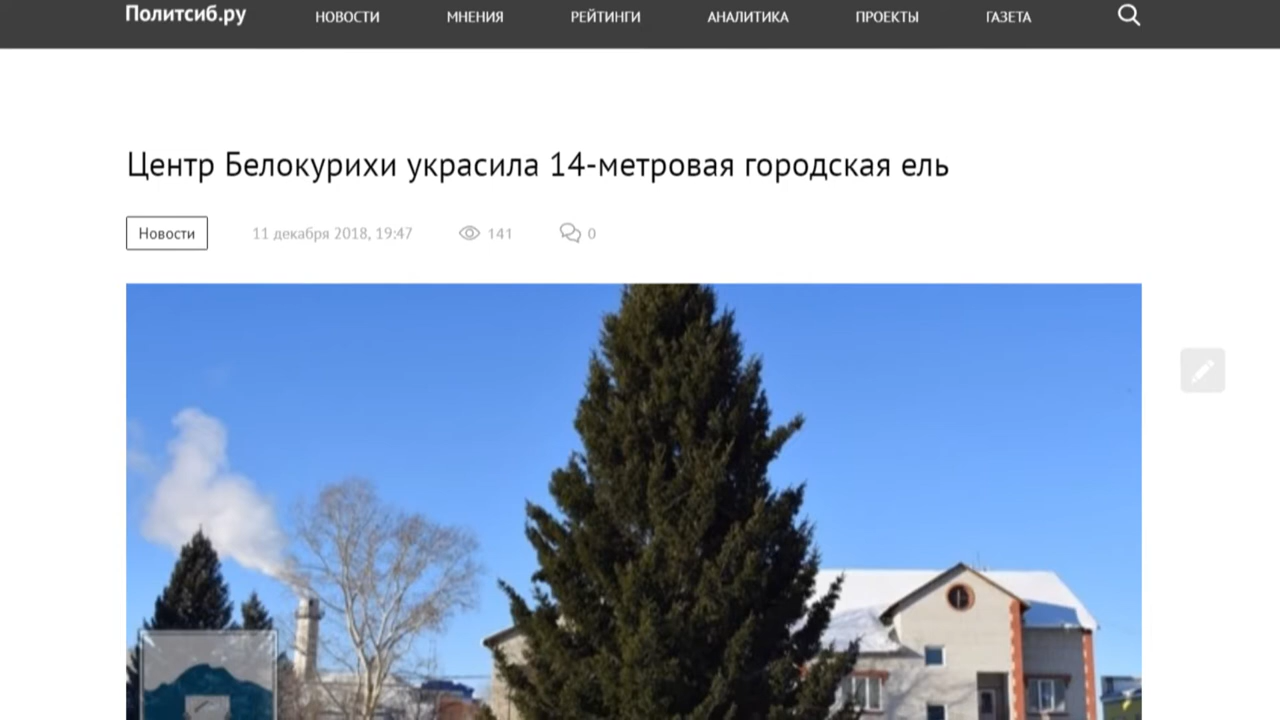 Политсиб.ру
НОВОСТИ
МНЕНИЯ
РЕЙТИНГИ
АНАЛИТИКА
ПРОЕКТЫ
ГАЗЕТА
Центр Белокурихи украсила 14-метровая городская ель
Новости
11 декабря 2018, 19:47
141
0